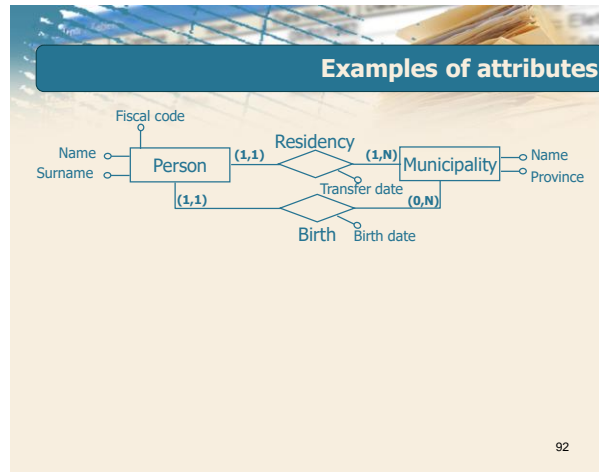 Examples of attributes
Fiscal code
Residency
Name
(1,1)
(1,N)
Name
Person
Municipality
Surname
Province
Transfer date
(1,1)
(0,N)
Birth
Birth date
92